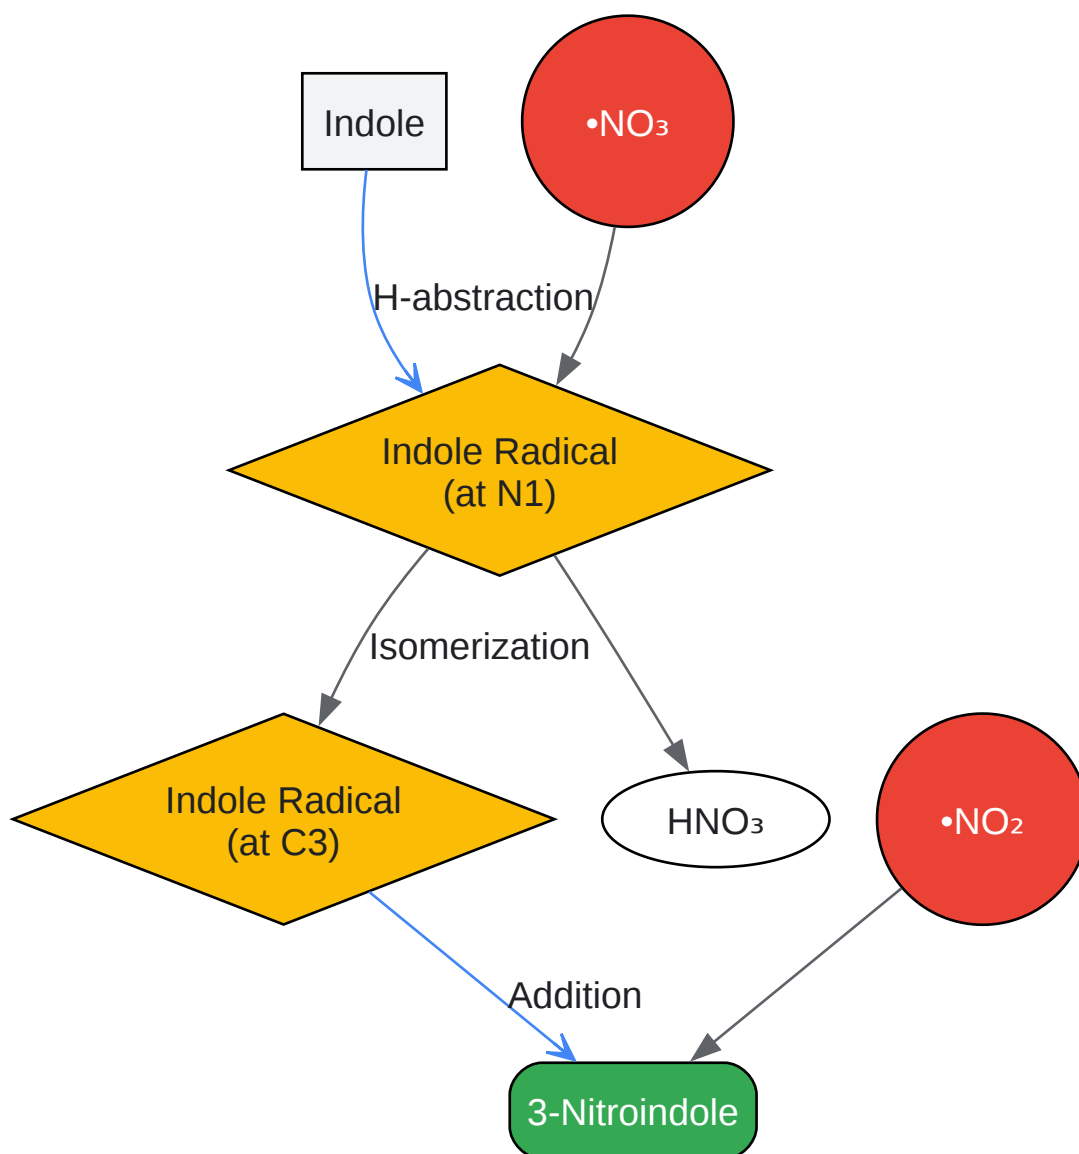 Indole
•NO₃
H-abstraction
Indole Radical
(at N1)
Isomerization
Indole Radical
(at C3)
HNO₃
•NO₂
Addition
3-Nitroindole